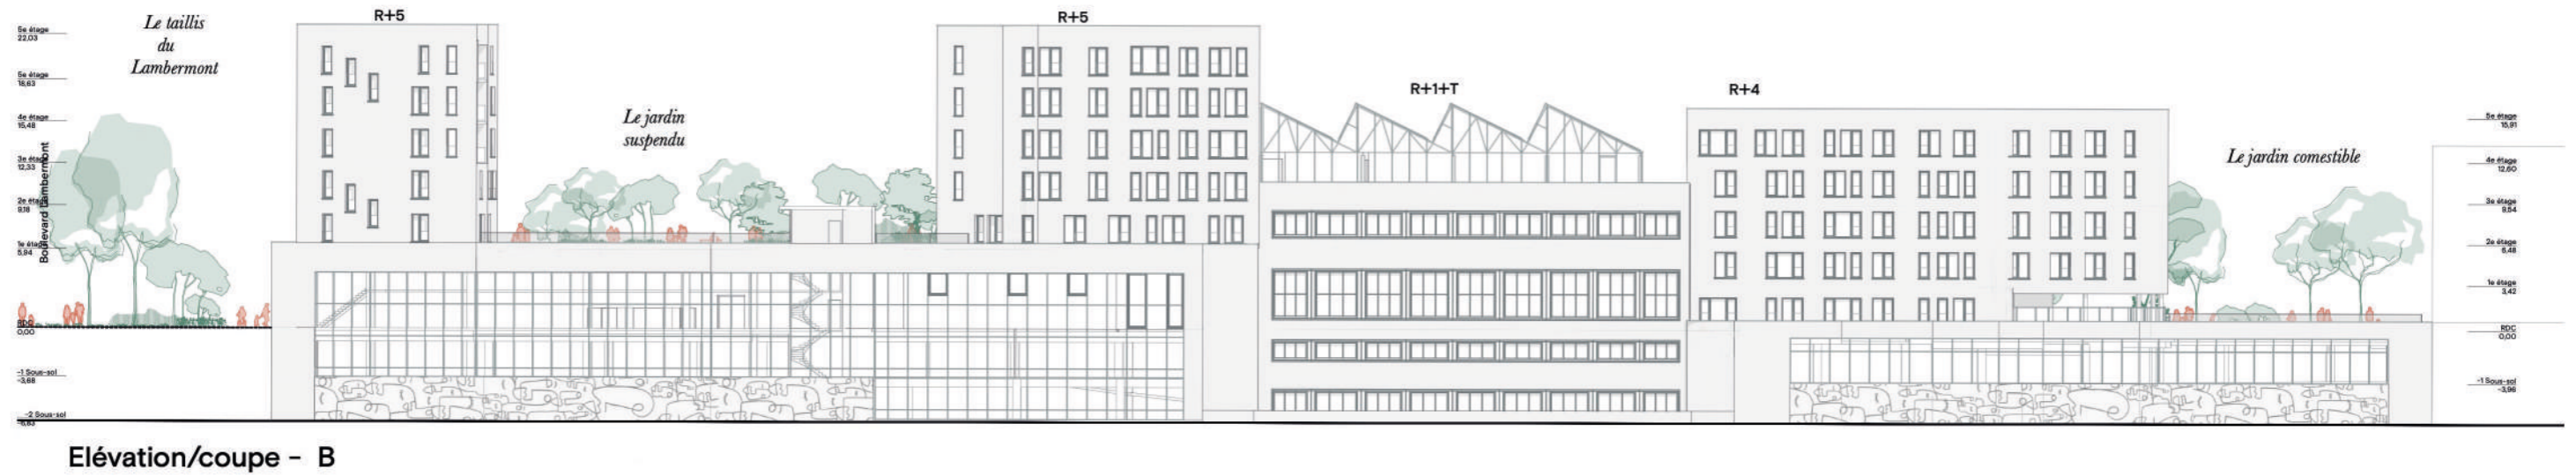 R+5
R+5
R+1+T
R+4
Le taillis
du
Lambermont
Le jardin
suspendu
Le jardin comestible
5e étage
22,03
5e étage
18,63
4e étage
15,48
3e étage
12,33
2e étage
9,18
1e étage
5,94
RDC
0,00
-1 Sous-sol
-3,68
-2 Sous-sol
Boulevard Lambermont
5e étage
15,91
4e étage
12,60
3e étage
9,54
2e étage
6,48
1e étage
3,42
RDC
0,00
-1 Sous-sol
-3,96
Elévation/coupe - B